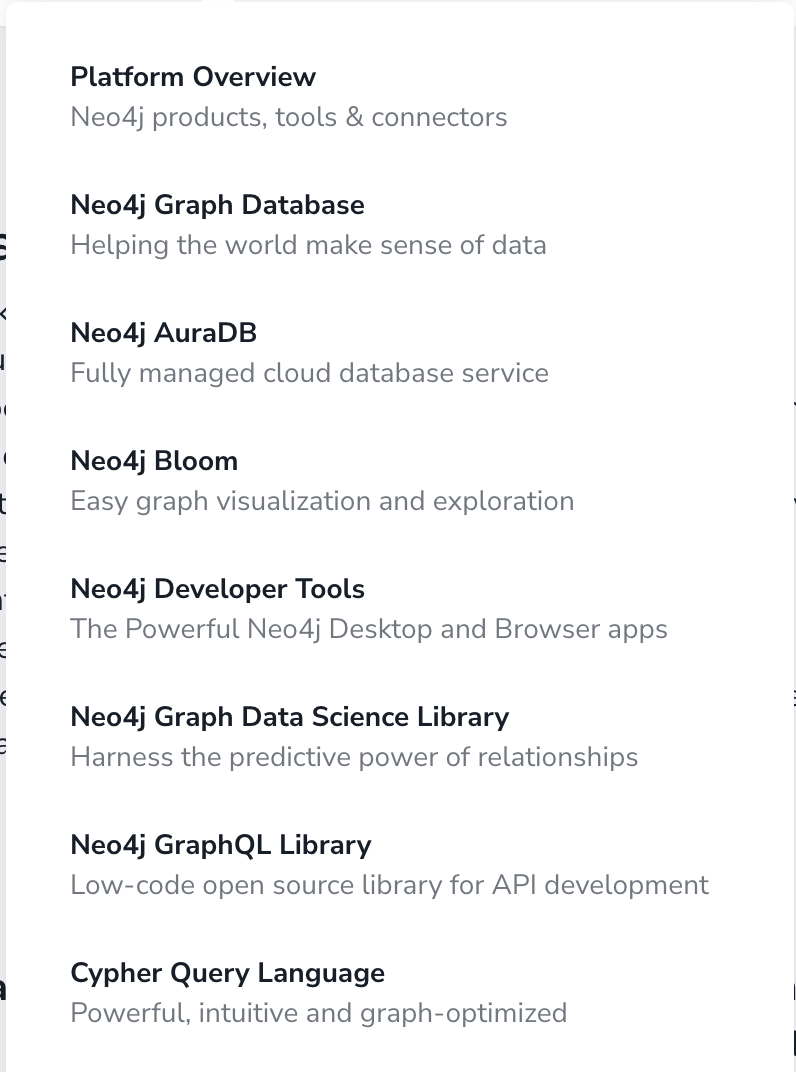 Platform Overview
Neo4j products, tools & connectors
Neo4j Graph Database
Helping the world make sense of data
Neo4j AuraDB
Fully managed cloud database service
Neo4j Bloom
Easy graph visualization and exploration
Neo4j Developer Tools
The Powerful Neo4j Desktop and Browser apps
Neo4j Graph Data Science Library
Harness the predictive power of relationships
Neo4j GraphQL Library
Low-code open source library for API development
Cypher Query Language
Powerful, intuitive and graph-optimized